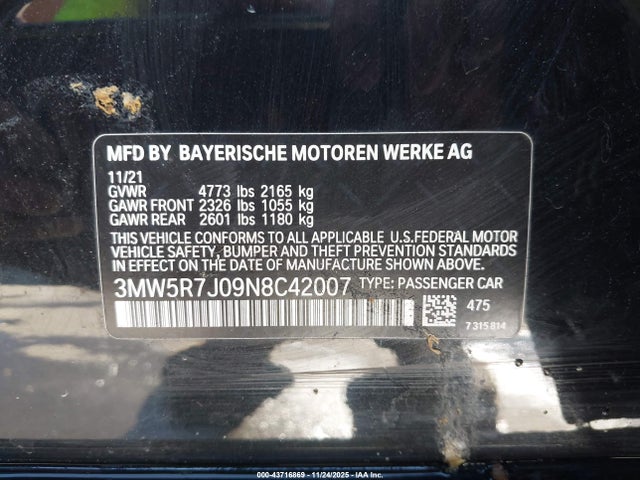 MFD BY BAYERISCHE MOTOREN WERKE AG
11/21
GVWR 4773 lbs 2165 kg
GAWR FRONT 2326 lbs 1055 kg
GAWR REAR 2601 lbs 1180 kg
THIS VEHICLE CONFORMS TO ALL APPLICABLE U.S.FEDERAL MOTOR
VEHICLE SAFETY, BUMPER AND THEFT PREVENTION STANDARDS
IN EFFECT ON THE DATE OF MANUFACTURE SHOWN ABOVE.
3MW5R7J09N8C42007 TYPE: PASSENGER CAR
475
7 315 814
000-43716869 - 11/24/2025 - IAA Inc.